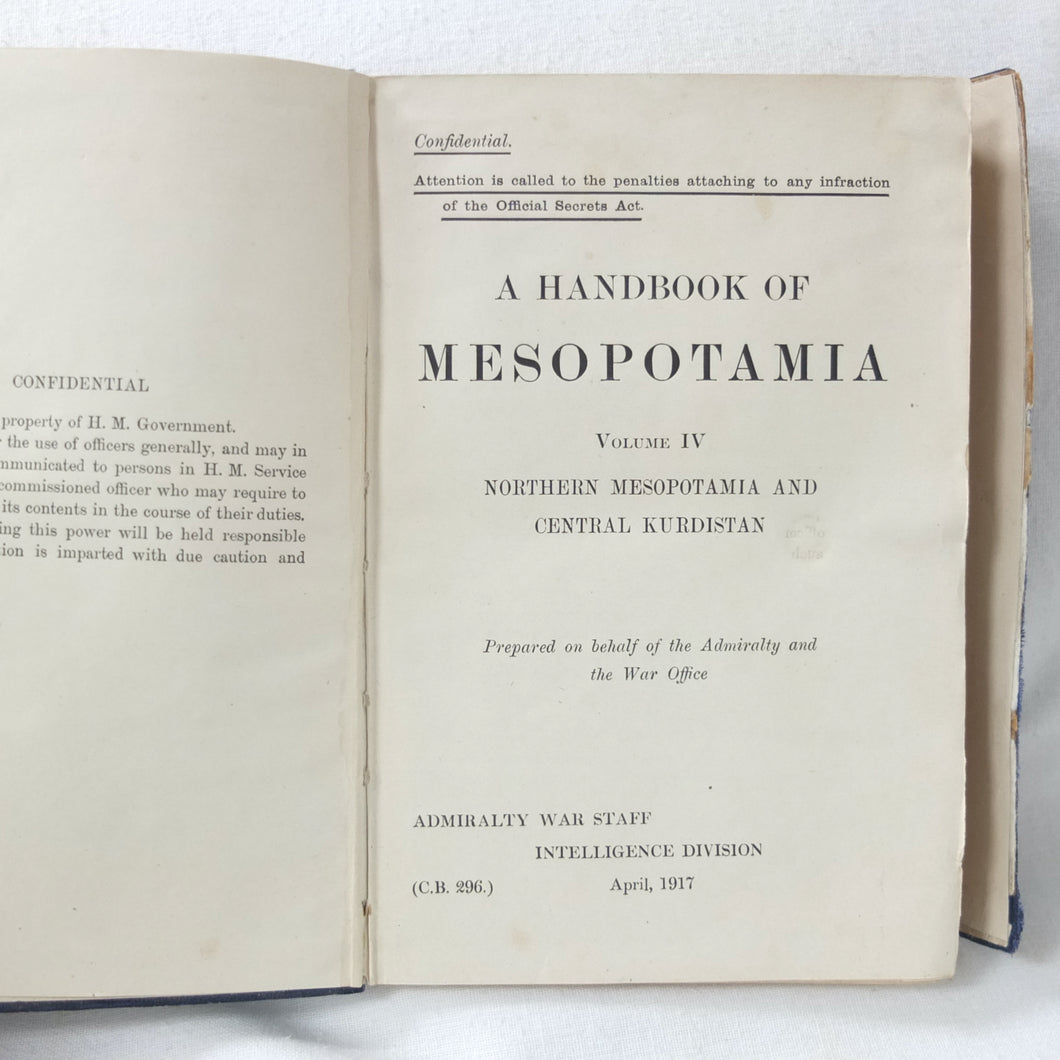 CONFIDENTIAL
property of H. M. Government.
the use of officers generally, and may in
mmunicated to persons in H. M. Service
commissioned officer who may require to
its contents in the course of their duties.
ing this power will be held responsible
ion is imparted with due caution and
Confidential.
Attention is called to the penalties attaching to any infraction
of the Official Secrets Act.
A HANDBOOK OF
MESOPOTAMIA
VOLUME IV
NORTHERN MESOPOTAMIA AND
CENTRAL KURDISTAN
Prepared on behalf of the Admiralty and
the War Office
ADMIRALTY WAR STAFF
INTELLIGENCE DIVISION
(C.B. 296.) April, 1917